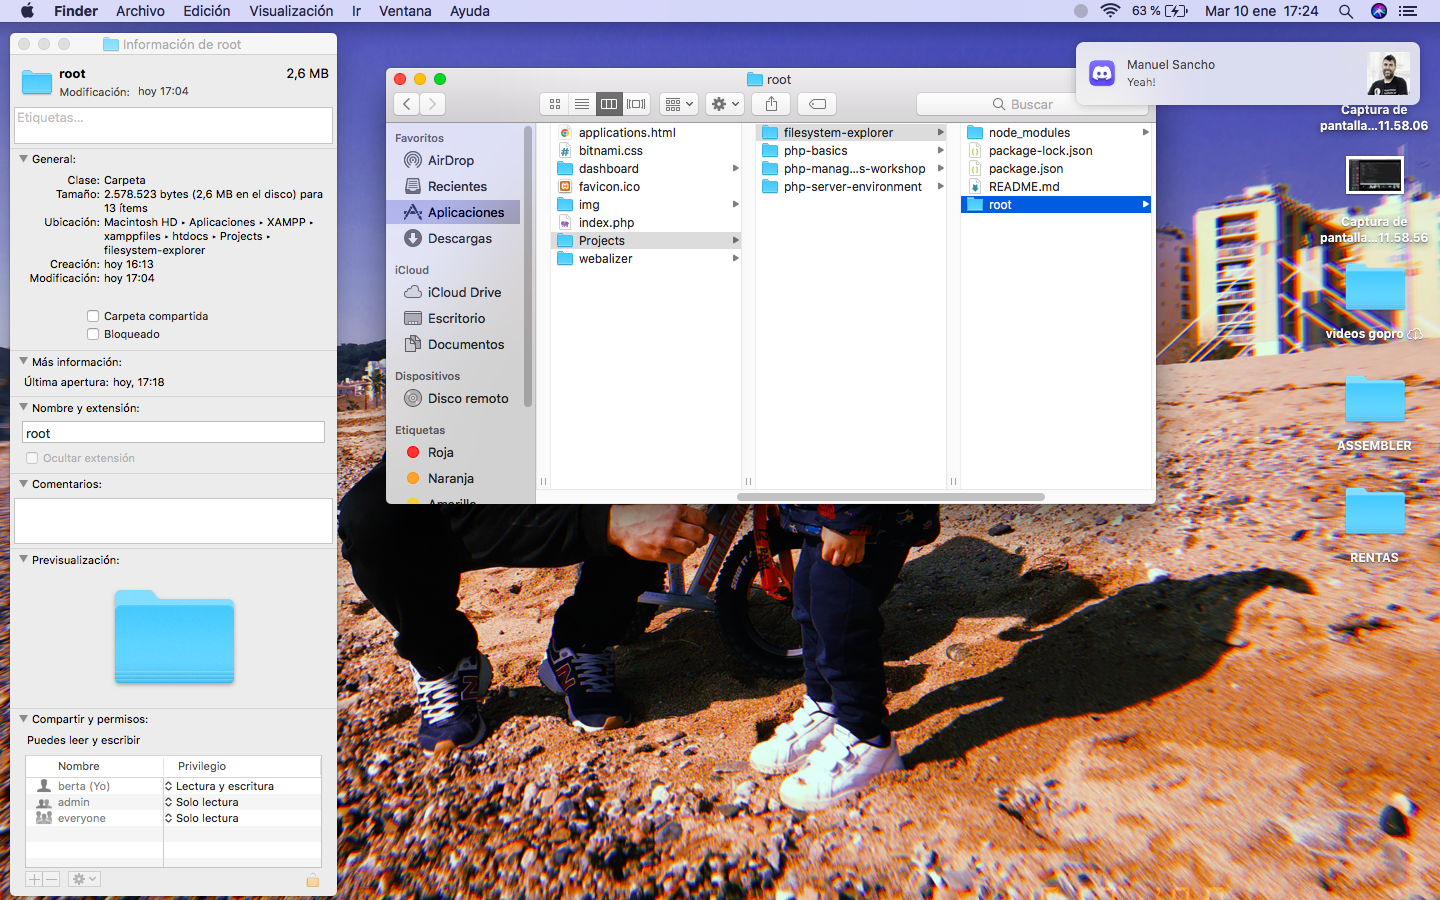 Finder Archivo Edición Visualización Ir Ventana Ayuda 63 % Mar 10 ene 17:24
Información de root
root 2,6 MB
Modificación: hoy 17:04
Etiquetas...
General:
Clase: Carpeta
Tamaño: 2.578.523 bytes (2,6 MB en el disco) para
13 ítems
Ubicación: Macintosh HD ▸ Aplicaciones ▸ XAMPP ▸
xamppfiles ▸ htdocs ▸ Projects ▸
filesystem-explorer
Creación: hoy 16:13
Modificación: hoy 17:04
Carpeta compartida
Bloqueado
Más información:
Última apertura: hoy, 17:18
Nombre y extensión:
root
Ocultar extensión
Comentarios:
Previsualización:
Compartir y permisos:
Puedes leer y escribir
Nombre Privilegio
berta (Yo) Lectura y escritura
admin Solo lectura
everyone Solo lectura
root
Buscar
Favoritos
AirDrop
Recientes
Aplicaciones
Descargas
iCloud
iCloud Drive
Escritorio
Documentos
Dispositivos
Disco remoto
Etiquetas
Roja
Naranja
Amarillo
applications.html
bitnami.css
dashboard
favicon.ico
img
index.php
Projects
webalizer
filesystem-explorer
php-basics
php-manag...s-workshop
php-server-environment
node_modules
package-lock.json
package.json
README.md
root
Manuel Sancho
Yeah!
Captura de
pantalla...11.58.06
Captura de
pantalla...11.58.56
videos gopro
ASSEMBLER
RENTAS